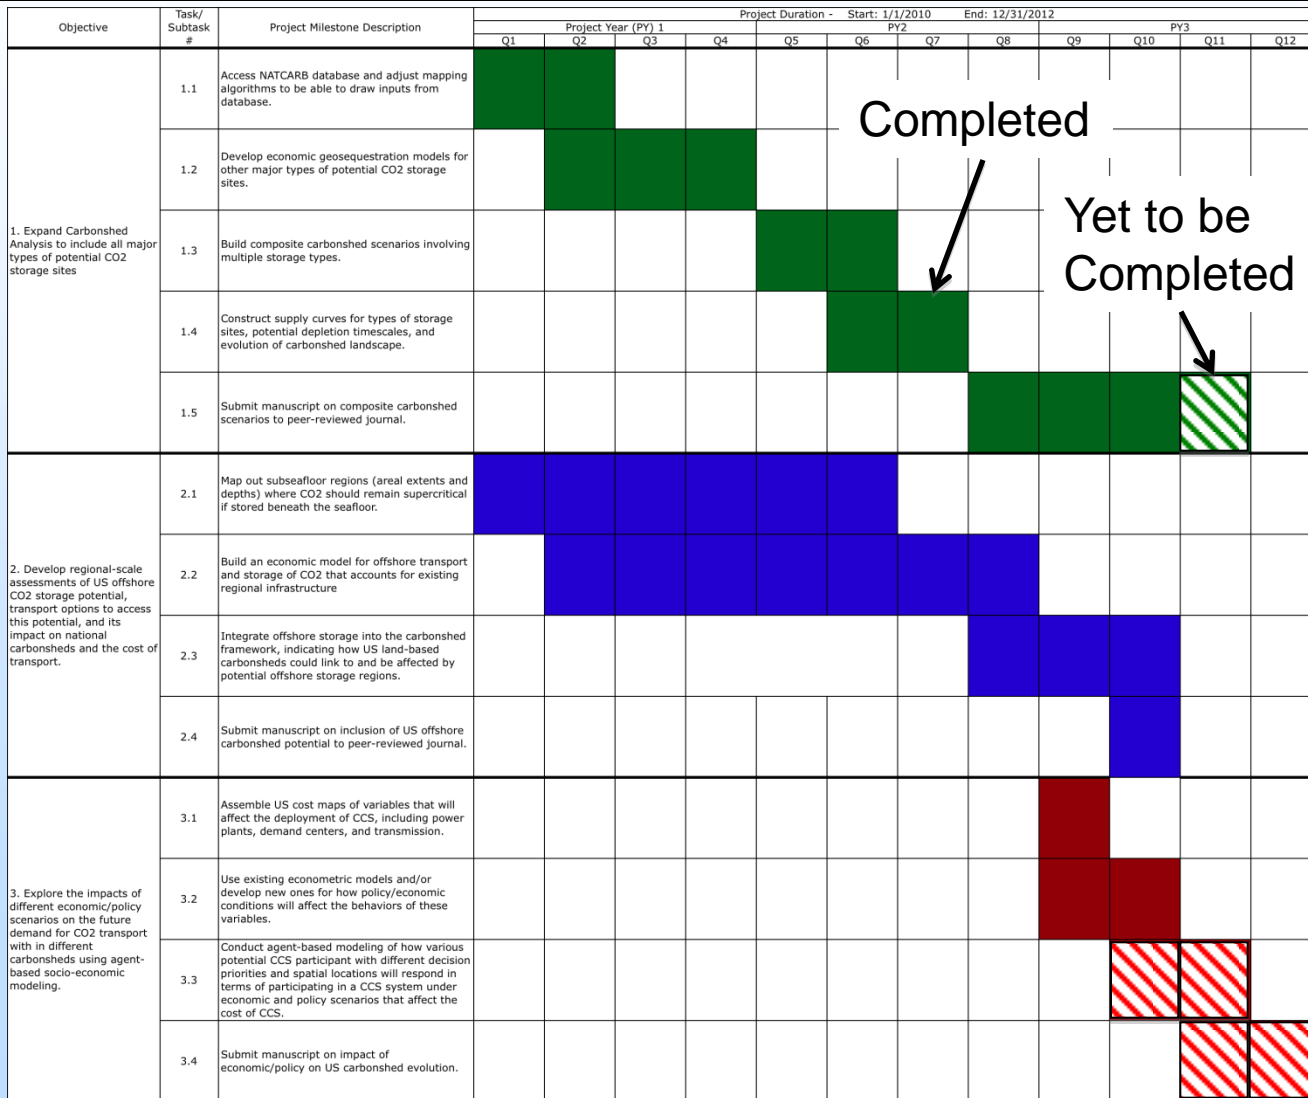 Project Duration - Start: 1/1/2010 End: 12/31/2012
Objective
Task/
Subtask
#
Project Milestone Description
Project Year (PY) 1
PY2
PY3
Q1 Q2 Q3 Q4 Q5 Q6 Q7 Q8 Q9 Q10 Q11 Q12
Completed
Yet to be
Completed
1. Expand Carbonshed
Analysis to include all major
types of potential CO2
storage sites
1.1
Access NATCARB database and adjust mapping
algorithms to be able to draw inputs from
database.
1.2
Develop economic geosequestration models for
other major types of potential CO2 storage
sites.
1.3
Build composite carbonshed scenarios involving
multiple storage types.
1.4
Construct supply curves for types of storage
sites, potential depletion timescales, and
evolution of carbonshed landscape.
1.5
Submit manuscript on composite carbonshed
scenarios to peer-reviewed journal.
2. Develop regional-scale
assessments of US offshore
CO2 storage potential,
transport options to access
this potential, and its
impact on national
carbonsheds and the cost of
transport.
2.1
Map out subseafloor regions (areal extents and
depths) where CO2 should remain supercritical
if stored beneath the seafloor.
2.2
Build an economic model for offshore transport
and storage of CO2 that accounts for existing
regional infrastructure
2.3
Integrate offshore storage into the carbonshed
framework, indicating how US land-based
carbonsheds could link to and be affected by
potential offshore storage regions.
2.4
Submit manuscript on inclusion of US offshore
carbonshed potential to peer-reviewed journal.
3. Explore the impacts of
different economic/policy
scenarios on the future
demand for CO2 transport
with in different
carbonsheds using agent-
based socio-economic
modeling.
3.1
Assemble US cost maps of variables that will
affect the deployment of CCS, including power
plants, demand centers, and transmission.
3.2
Use existing econometric models and/or
develop new ones for how policy/economic
conditions will affect the behaviors of these
variables.
3.3
Conduct agent-based modeling of how various
potential CCS participant with different decision
priorities and spatial locations will respond in
terms of participating in a CCS system under
economic and policy scenarios that affect the
cost of CCS.
3.4
Submit manuscript on impact of
economic/policy on US carbonshed evolution.